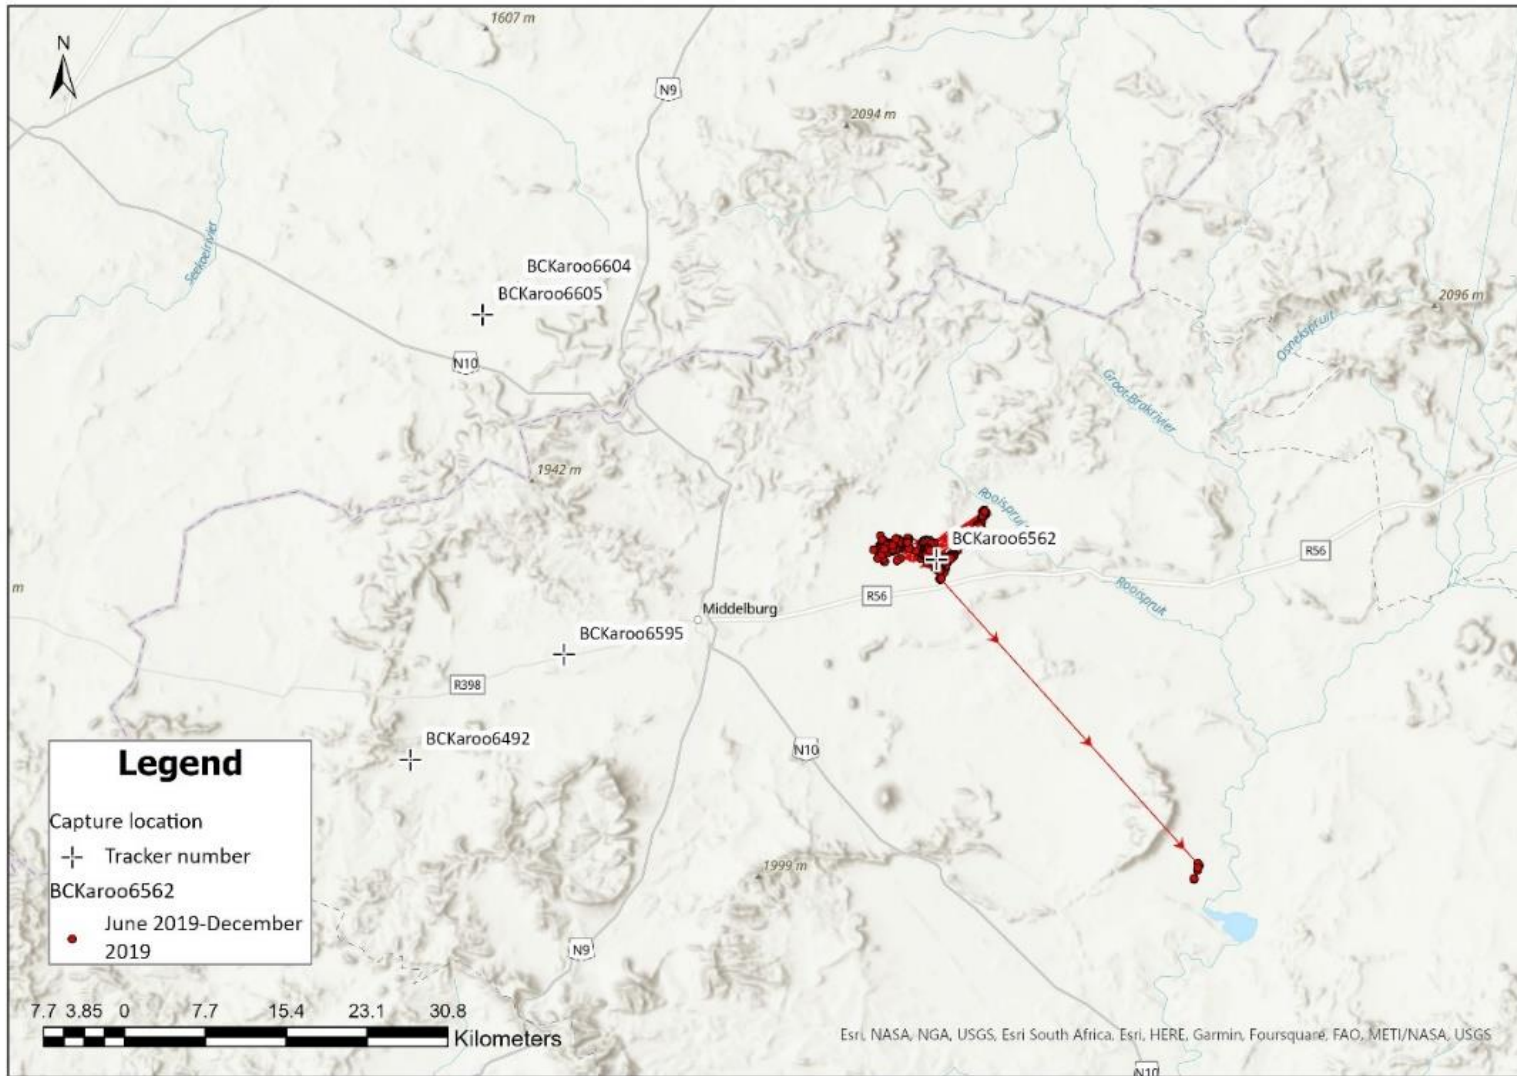 1607 m
N
N9
2094 m
Seekoeirivier
BCKaroo6604
BCKaroo6605
2096 m
Osnekspruit
N10
Groot-Brakrivier
1942 m
BCKaroo6562
R56
m
R56
Rooispruit
Middelburg
BCKaroo6595
R398
BCKaroo6492
N10
Legend
Capture location
Tracker number
BCKaroo6562
June 2019-December
2019
1999 m
N9
7.7 3.85 0 7.7 15.4 23.1 30.8
Kilometers
Esri, NASA, NGA, USGS, Esri South Africa, Esri, HERE, Garmin, Foursquare, FAO, METI/NASA, USGS
N10